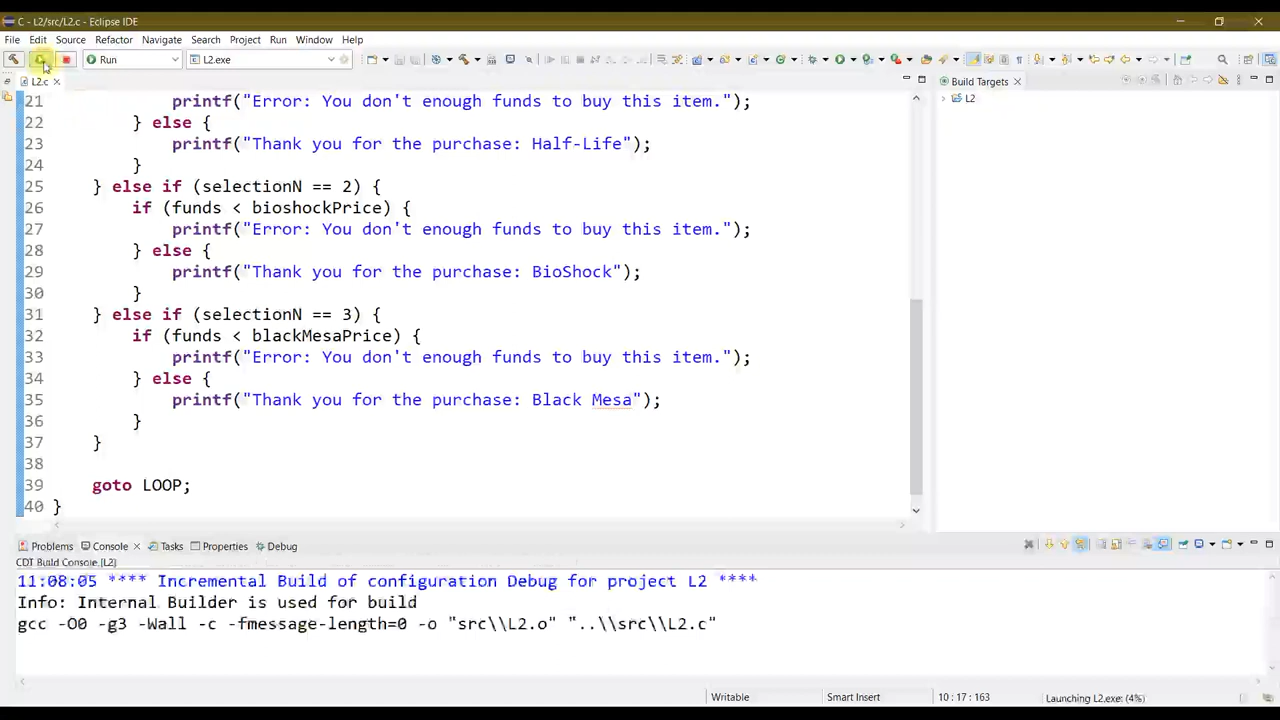 C - L2/src/L2.c - Eclipse IDE
File Edit Source Refactor Navigate Search Project Run Window Help
Run L2.exe
L2.c
Build Targets
L2
21 printf("Error: You don't enough funds to buy this item.");
22 } else {
23 printf("Thank you for the purchase: Half-Life");
24 }
25 } else if (selectionN == 2) {
26 if (funds < bioshockPrice) {
27 printf("Error: You don't enough funds to buy this item.");
28 } else {
29 printf("Thank you for the purchase: BioShock");
30 }
31 } else if (selectionN == 3) {
32 if (funds < blackMesaPrice) {
33 printf("Error: You don't enough funds to buy this item.");
34 } else {
35 printf("Thank you for the purchase: Black Mesa");
36 }
37 }
38
39 goto LOOP;
40 }
Problems Console Tasks Properties Debug
CDT Build Console [L2]
11:08:05 **** Incremental Build of configuration Debug for project L2 ****
Info: Internal Builder is used for build
gcc -O0 -g3 -Wall -c -fmessage-length=0 -o "src\\L2.o" "..\\src\\L2.c"
Writable Smart Insert 10 : 17 : 163 Launching L2.exe: (4%)